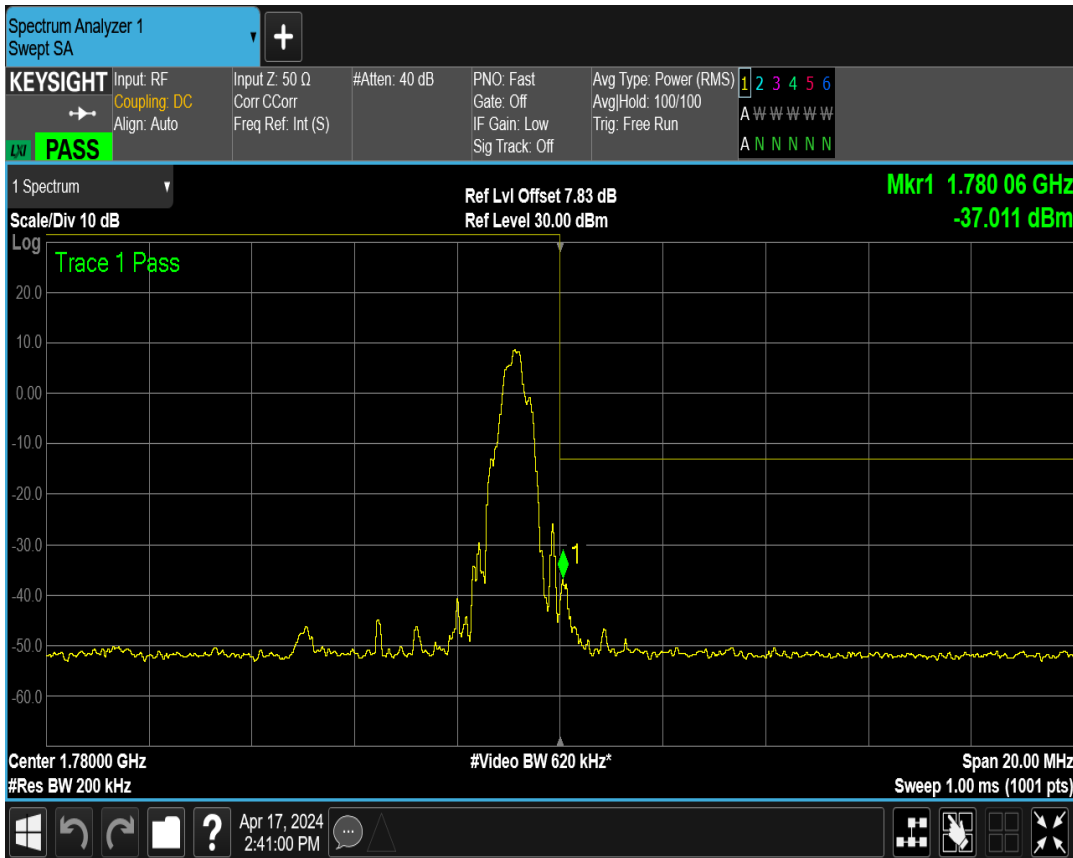 Spectrum Analyzer 1
Swept SA
+
KEYSIGHT
LXI PASS
Input: RF
Coupling: DC
Align: Auto
Input Z: 50 Ω
Corr CCorr
Freq Ref: Int (S)
#Atten: 40 dB
PNO: Fast
Gate: Off
IF Gain: Low
Sig Track: Off
Avg Type: Power (RMS)
Avg|Hold: 100/100
Trig: Free Run
1 2 3 4 5 6
A W W W W W
A N N N N N
1 Spectrum
Scale/Div 10 dB
Ref Lvl Offset 7.83 dB
Ref Level 30.00 dBm
Mkr1 1.780 06 GHz
-37.011 dBm
Log
Trace 1 Pass
20.0
10.0
0.00
-10.0
-20.0
-30.0
1
-40.0
-50.0
-60.0
Center 1.78000 GHz
#Video BW 620 kHz*
Span 20.00 MHz
#Res BW 200 kHz
Sweep 1.00 ms (1001 pts)
?
Apr 17, 2024
2:41:00 PM